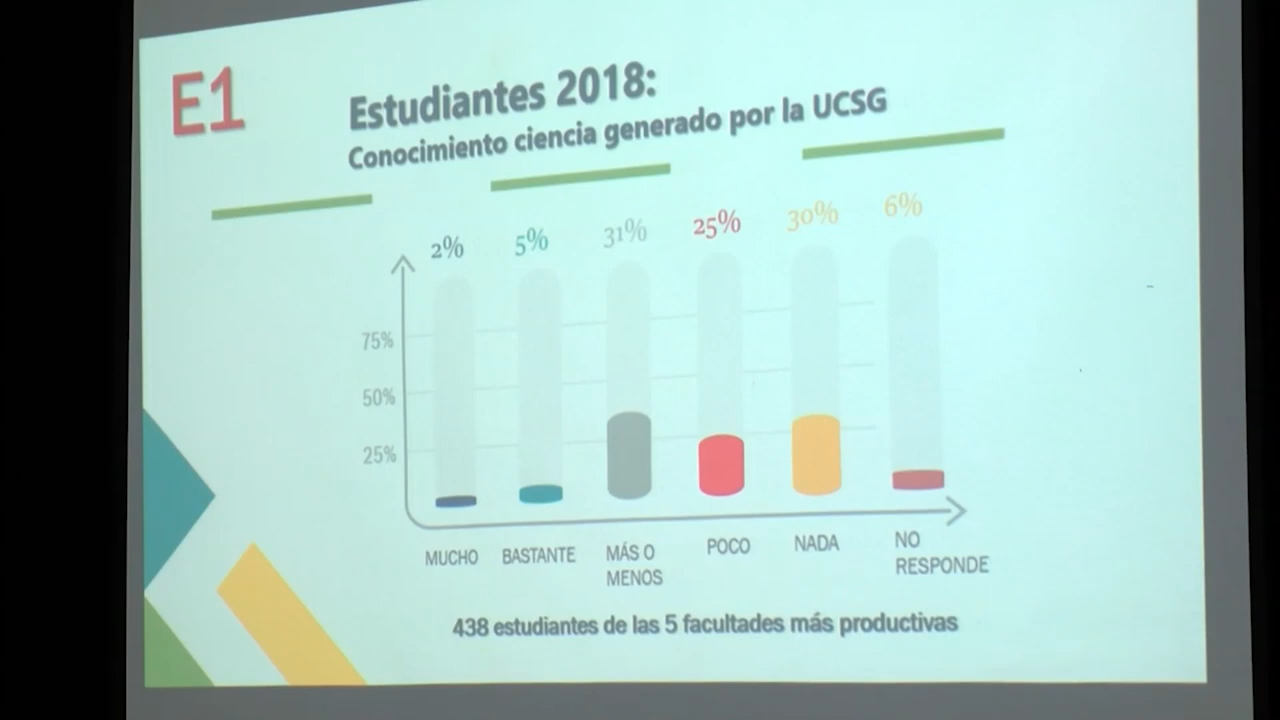 E1
Estudiantes 2018:
Conocimiento ciencia generado por la UCSG
2% 5% 31% 25% 30% 6%
75%
50%
25%
MUCHO BASTANTE MÁS O MENOS POCO NADA NO RESPONDE
438 estudiantes de las 5 facultades más productivas